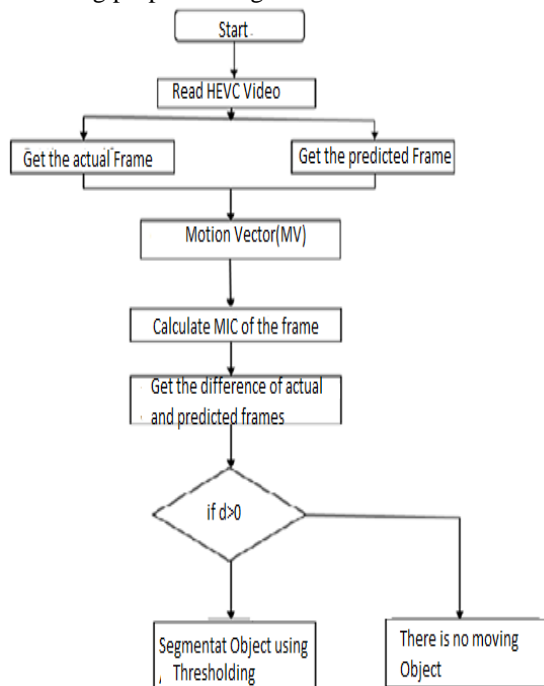 Start
Read HEVC Video
Get the actual Frame
Get the predicted Frame
Motion Vector(MV)
Calculate MIC of the frame
Get the difference of actual
and predicted frames
if d>0
Segmentat Object using
Thresholding
There is no moving
Object